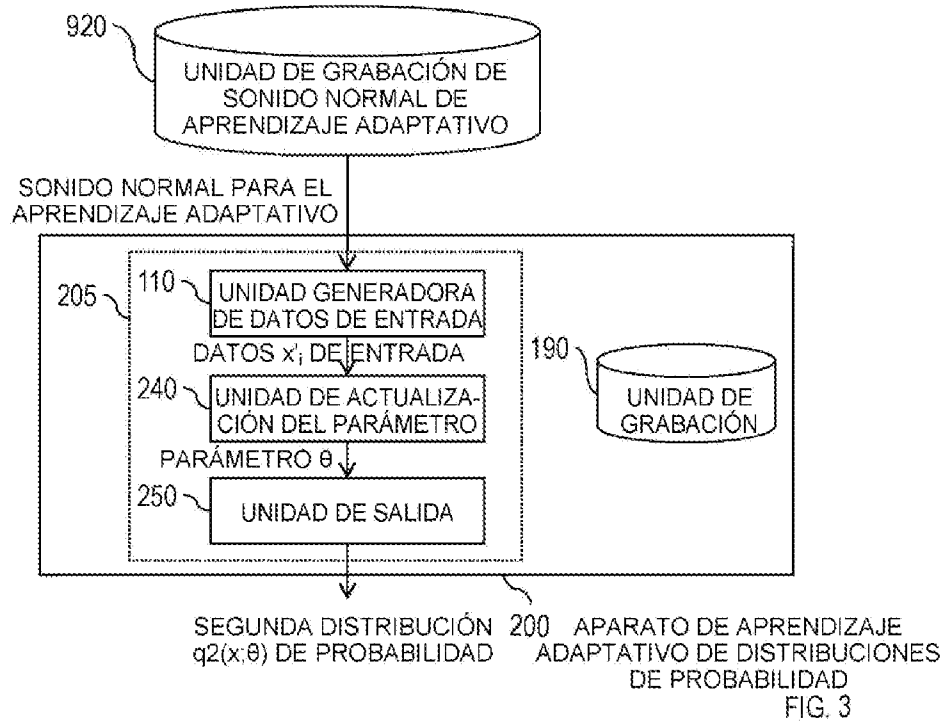 920
UNIDAD DE GRABACIÓN DE
SONIDO NORMAL DE
APRENDIZAJE ADAPTATIVO
SONIDO NORMAL PARA EL
APRENDIZAJE ADAPTATIVO
205
110
UNIDAD GENERADORA
DE DATOS DE ENTRADA
DATOS x'i DE ENTRADA
240
UNIDAD DE ACTUALIZA-
CIÓN DEL PARÁMETRO
PARÁMETRO θ
250
UNIDAD DE SALIDA
190
UNIDAD DE
GRABACIÓN
SEGUNDA DISTRIBUCIÓN
q2(x;θ) DE PROBABILIDAD
200 APARATO DE APRENDIZAJE
ADAPTATIVO DE DISTRIBUCIONES
DE PROBABILIDAD
FIG. 3